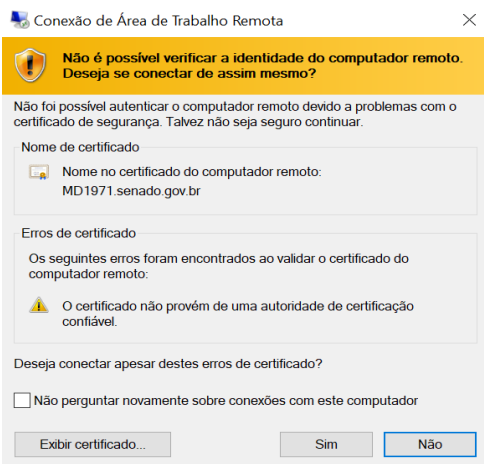 Conexão de Área de Trabalho Remota
Não é possível verificar a identidade do computador remoto.
Deseja se conectar de assim mesmo?
Não foi possível autenticar o computador remoto devido a problemas com o
certificado de segurança. Talvez não seja seguro continuar.
Nome de certificado
Nome no certificado do computador remoto:
MD1971.senado.gov.br
Erros de certificado
Os seguintes erros foram encontrados ao validar o certificado do
computador remoto:
O certificado não provém de uma autoridade de certificação
confiável.
Deseja conectar apesar destes erros de certificado?
Não perguntar novamente sobre conexões com este computador
Exibir certificado... Sim Não